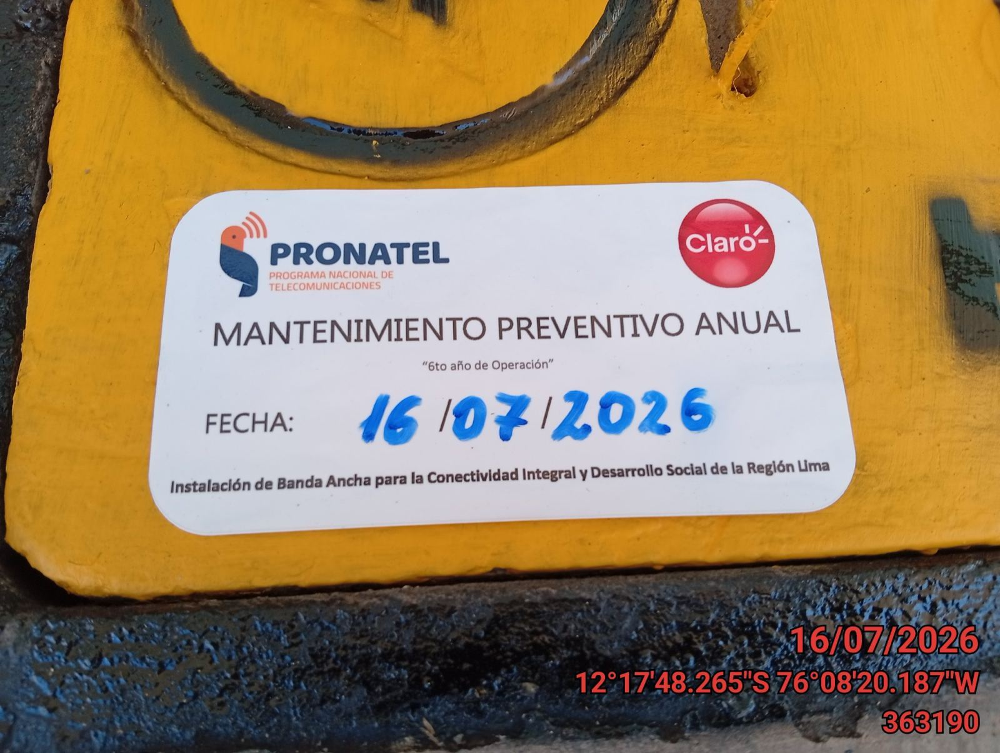 PRONATEL
PROGRAMA NACIONAL DE
TELECOMUNICACIONES
Claro
MANTENIMIENTO PREVENTIVO ANUAL
“6to año de Operación”
FECHA: 16/07/2026
Instalación de Banda Ancha para la Conectividad Integral y Desarrollo Social de la Región Lima
16/07/2026
12°17'48.265"S 76°08'20.187"W
363190